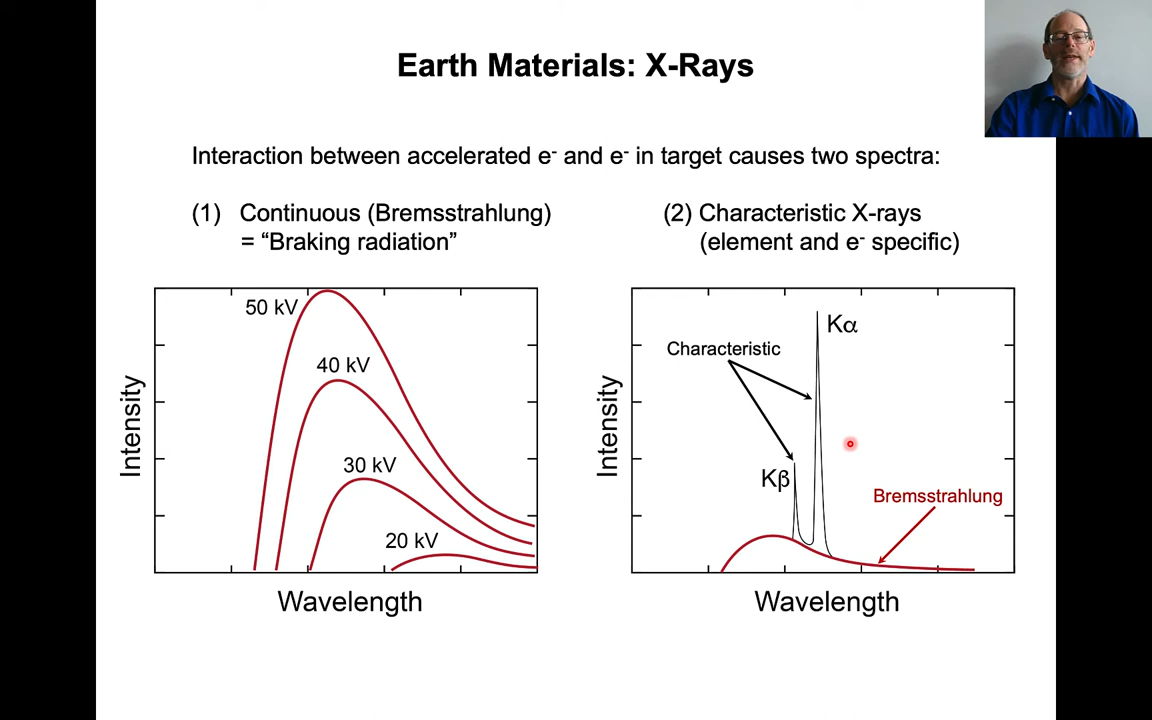 Earth Materials: X-Rays
Interaction between accelerated e- and e- in target causes two spectra:
(1) Continuous (Bremsstrahlung)
= “Braking radiation”
(2) Characteristic X-rays
(element and e- specific)
50 kV
40 kV
30 kV
20 kV
Intensity
Wavelength
Kα
Characteristic
Kβ
Bremsstrahlung
Intensity
Wavelength